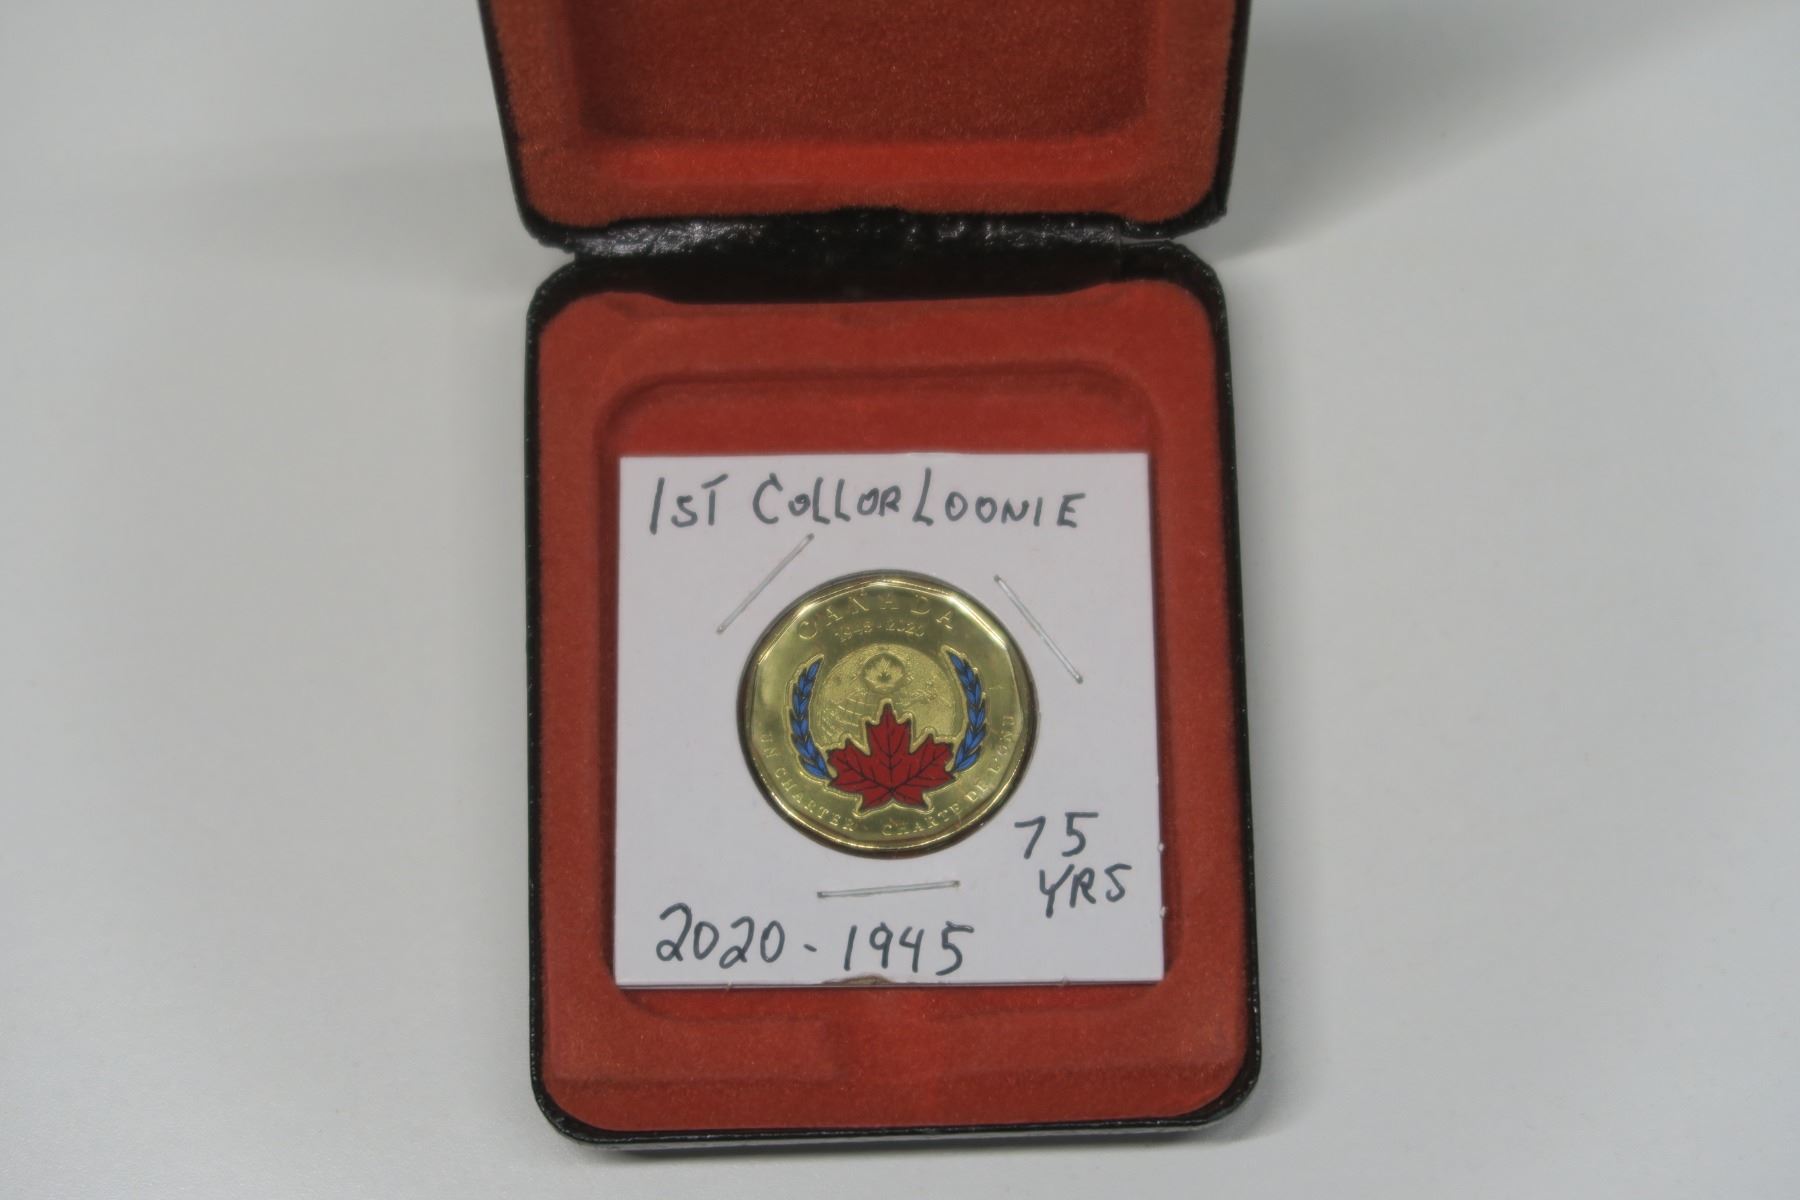 1ST COLLOR LOONIE
CANADA
1945-2020
UN CHARTER CHARTE DE L'ONU
75
YRS
2020-1945